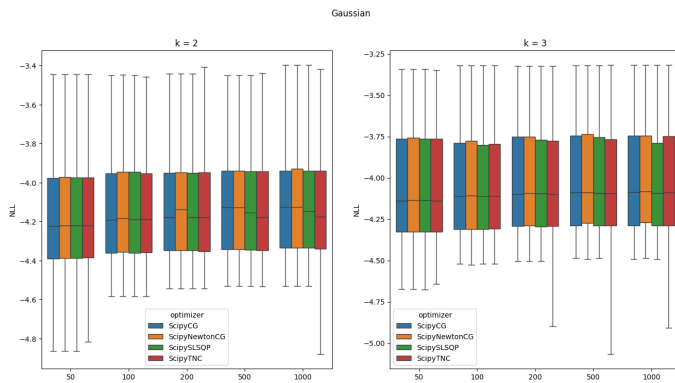 Gaussian
k = 2
−3.4
−3.6
−3.8
−4.0
−4.2
−4.4
−4.6
−4.8
NLL
50
100
200
500
1000
optimizer
ScipyCG
ScipyNewtonCG
ScipySLSQP
ScipyTNC
k = 3
−3.25
−3.50
−3.75
−4.00
−4.25
−4.50
−4.75
−5.00
NLL
50
100
200
500
1000
optimizer
ScipyCG
ScipyNewtonCG
ScipySLSQP
ScipyTNC